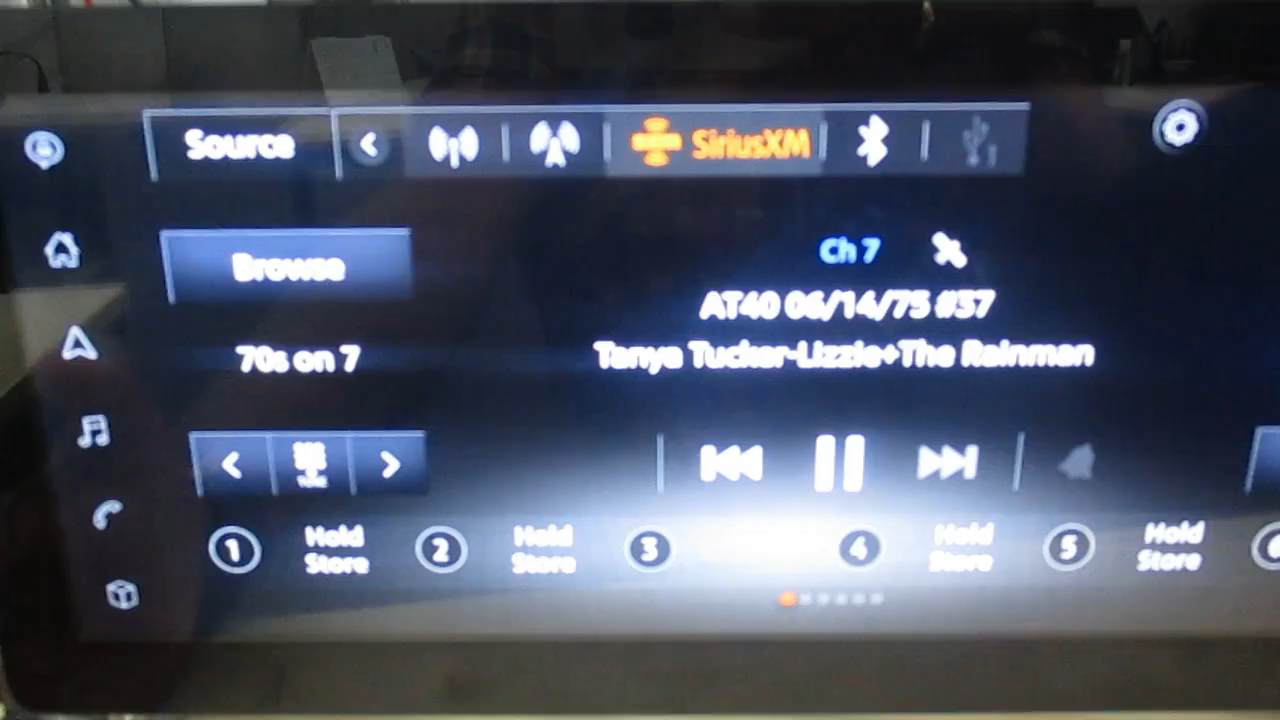 Source
SiriusXM
Browse
Ch 7
AT40 06/14/75 #37
70s on 7
Tanya Tucker-Lizzie+The Rainman
1 Hold Store
2 Hold Store
3
4 Hold Store
5 Hold Store
6